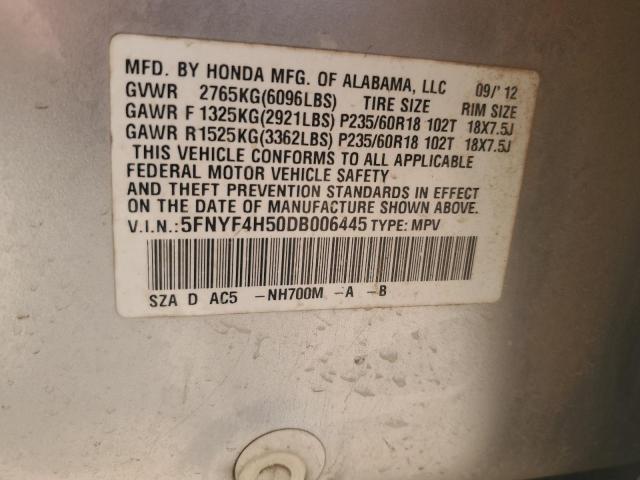 MFD. BY HONDA MFG. OF ALABAMA, LLC 09/'12
GVWR 2765KG(6096LBS) TIRE SIZE RIM SIZE
GAWR F 1325KG(2921LBS) P235/60R18 102T 18X7.5J
GAWR R 1525KG(3362LBS) P235/60R18 102T 18X7.5J
THIS VEHICLE CONFORMS TO ALL APPLICABLE
FEDERAL MOTOR VEHICLE SAFETY
AND THEFT PREVENTION STANDARDS IN EFFECT
ON THE DATE OF MANUFACTURE SHOWN ABOVE.
V.I.N.:5FNYF4H50DB006445 TYPE: MPV
SZA D AC5 -NH700M -A -B